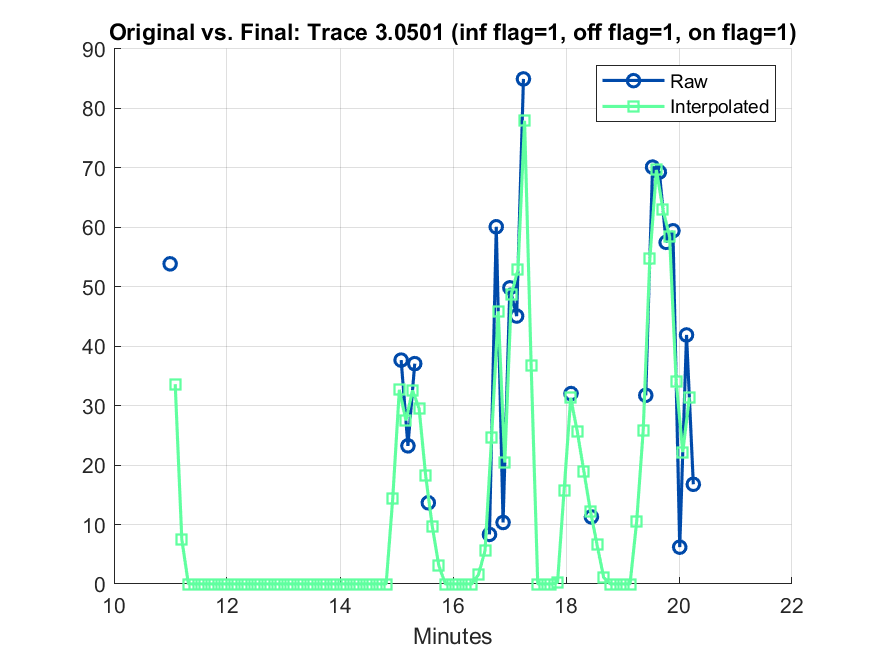 Original vs. Final: Trace 3.0501 (inf flag=1, off flag=1, on flag=1)
90
80
70
60
50
40
30
20
10
0
Raw
Interpolated
10 12 14 16 18 20 22
Minutes